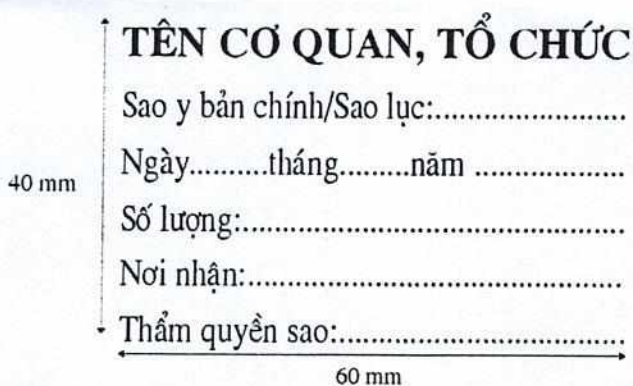 TÊN CƠ QUAN, TỔ CHỨC
Sao y bản chính/Sao lục:.......................
Ngày..........tháng.........năm ..................
Số lượng:..............................................
Nơi nhận:.............................................
Thẩm quyền sao:..................................
40 mm
60 mm